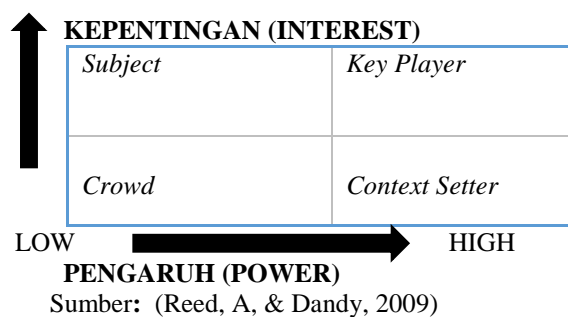 KEPENTINGAN (INTEREST)
Subject
Key Player
Crowd
Context Setter
LOW
HIGH
PENGARUH (POWER)
Sumber: (Reed, A, & Dandy, 2009)